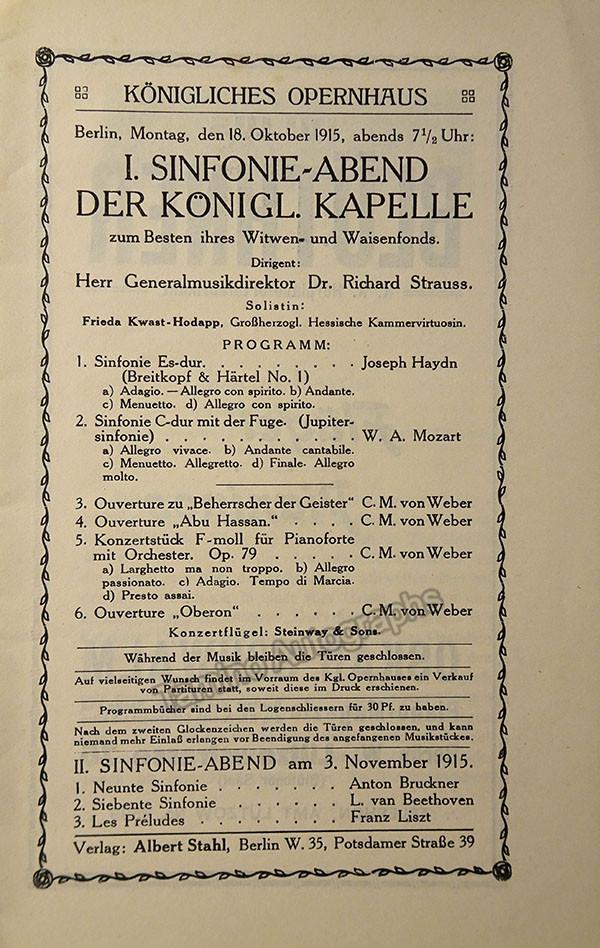 KÖNIGLICHES OPERNHAUS
Berlin, Montag, den 18. Oktober 1915, abends 7 1/2 Uhr:
I. SINFONIE-ABEND
DER KÖNIGL. KAPELLE
zum Besten ihres Witwen- und Waisenfonds.
Dirigent:
Herr Generalmusikdirektor Dr. Richard Strauss.
Solistin:
Frieda Kwast-Hodapp, Großherzogl. Hessische Kammervirtuosin.
PROGRAMM:
1. Sinfonie Es-dur. . . . . . . . . Joseph Haydn
(Breitkopf & Härtel No. 1)
a) Adagio. — Allegro con spirito. b) Andante.
c) Menuetto. d) Allegro con spirito.
2. Sinfonie C-dur mit der Fuge. (Jupiter-
sinfonie) . . . . . . . . . . . W. A. Mozart
a) Allegro vivace. b) Andante cantabile.
c) Menuetto. Allegretto. d) Finale. Allegro
molto.
3. Ouverture zu „Beherrscher der Geister" C. M. von Weber
4. Ouverture „Abu Hassan." . . . . C. M. von Weber
5. Konzertstück F-moll für Pianoforte
mit Orchester. Op. 79 . . . . . C. M. von Weber
a) Larghetto ma non troppo. b) Allegro
passionato. c) Adagio. Tempo di Marcia.
d) Presto assai.
6. Ouverture „Oberon" . . . . . . C. M. von Weber
Konzertflügel: Steinway & Sons.
Während der Musik bleiben die Türen geschlossen.
Auf vielseitigen Wunsch findet im Vorraum des Kgl. Opernhauses ein Verkauf
von Partituren statt, soweit diese im Druck erschienen.
Programmbücher sind bei den Logenschliessern für 30 Pf. zu haben.
Nach dem zweiten Glockenzeichen werden die Türen geschlossen, und kann
niemand mehr Einlaß erlangen vor Beendigung des angefangenen Musikstückes.
II. SINFONIE-ABEND am 3. November 1915.
1. Neunte Sinfonie . . . . . . . Anton Bruckner
2. Siebente Sinfonie . . . . . . L. van Beethoven
3. Les Préludes . . . . . . . . Franz Liszt
Verlag: Albert Stahl, Berlin W. 35, Potsdamer Straße 39